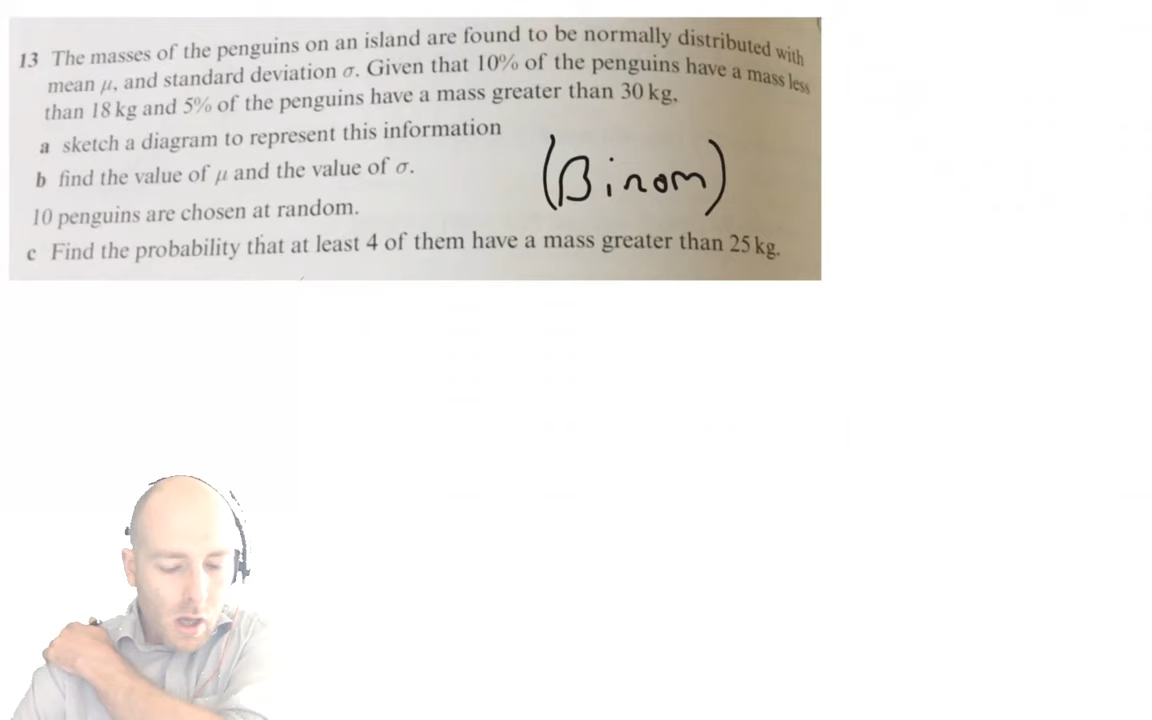 13 The masses of the penguins on an island are found to be normally distributed with
mean μ, and standard deviation σ. Given that 10% of the penguins have a mass less
than 18 kg and 5% of the penguins have a mass greater than 30 kg,
a sketch a diagram to represent this information
b find the value of μ and the value of σ.
(Binom)
10 penguins are chosen at random.
c Find the probability that at least 4 of them have a mass greater than 25 kg.